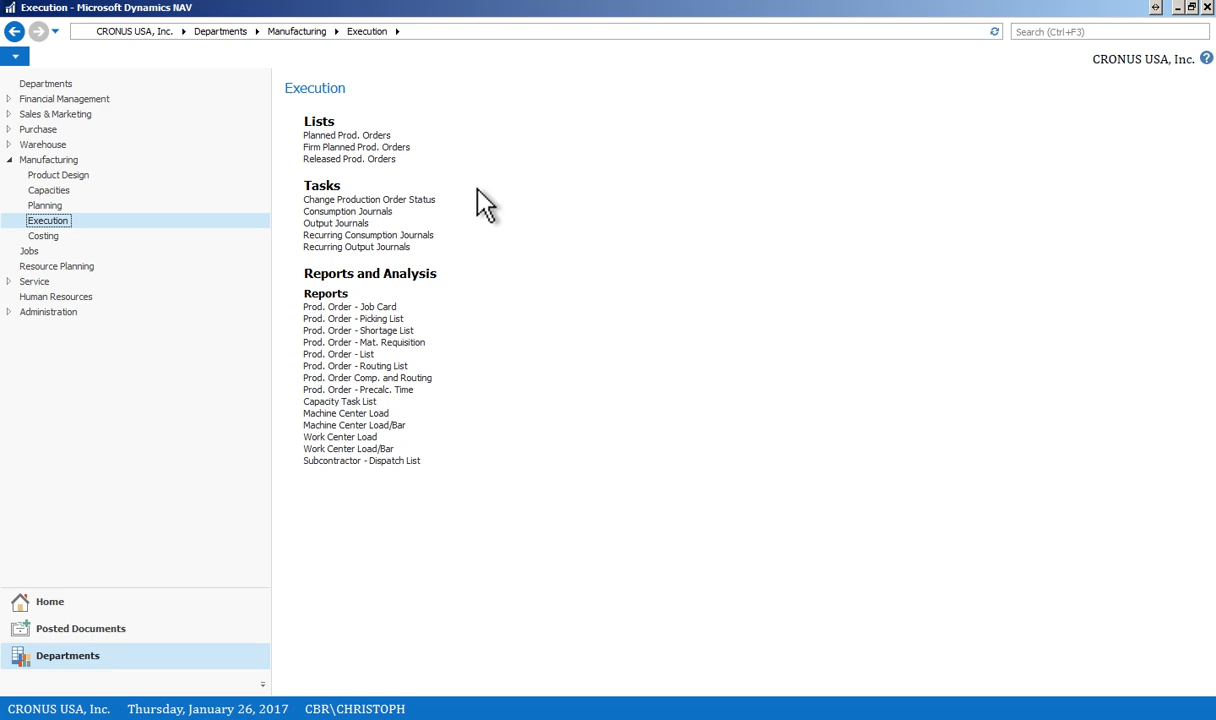 Execution - Microsoft Dynamics NAV
CRONUS USA, Inc. Departments Manufacturing Execution
Search (Ctrl+F3)
CRONUS USA, Inc.
Departments
Financial Management
Sales & Marketing
Purchase
Warehouse
Manufacturing
Product Design
Capacities
Planning
Execution
Costing
Jobs
Resource Planning
Service
Human Resources
Administration
Home
Posted Documents
Departments
Execution
Lists
Planned Prod. Orders
Firm Planned Prod. Orders
Released Prod. Orders
Tasks
Change Production Order Status
Consumption Journals
Output Journals
Recurring Consumption Journals
Recurring Output Journals
Reports and Analysis
Reports
Prod. Order - Job Card
Prod. Order - Picking List
Prod. Order - Shortage List
Prod. Order - Mat. Requisition
Prod. Order - List
Prod. Order - Routing List
Prod. Order Comp. and Routing
Prod. Order - Precalc. Time
Capacity Task List
Machine Center Load
Machine Center Load/Bar
Work Center Load
Work Center Load/Bar
Subcontractor - Dispatch List
CRONUS USA, Inc. Thursday, January 26, 2017 CBR\CHRISTOPH